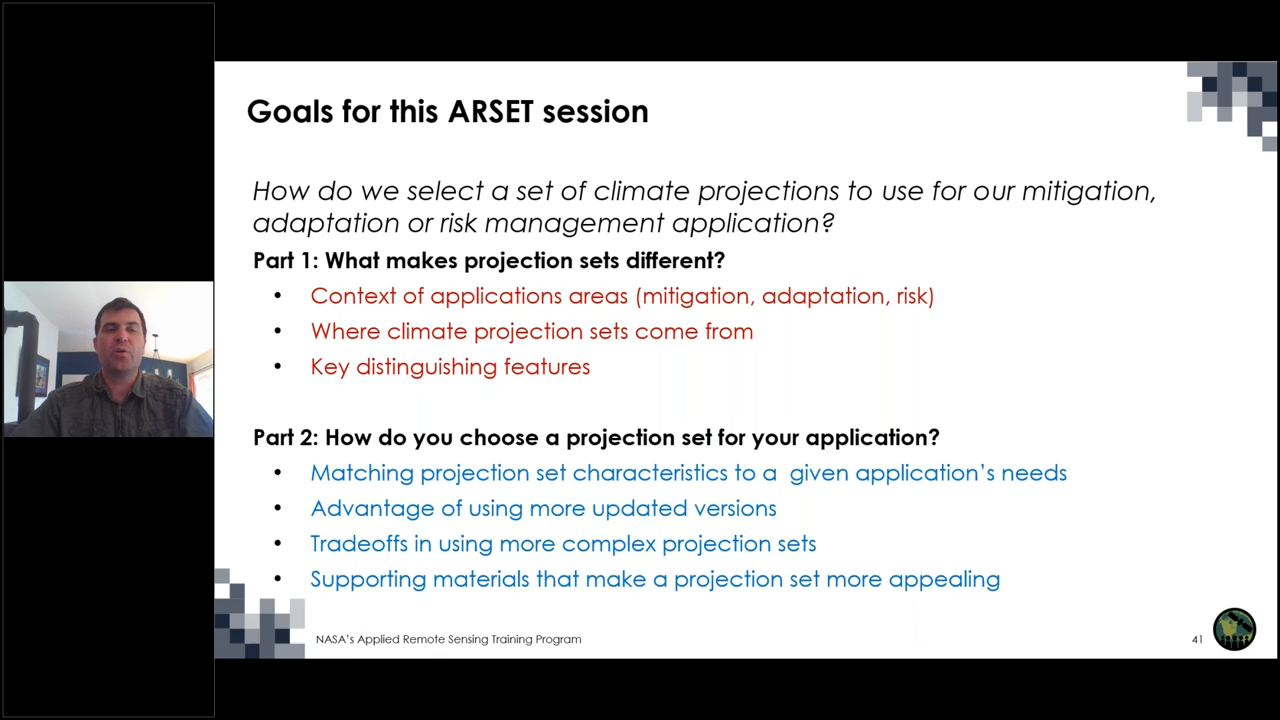 Goals for this ARSET session
How do we select a set of climate projections to use for our mitigation,
adaptation or risk management application?
Part 1: What makes projection sets different?
• Context of applications areas (mitigation, adaptation, risk)
• Where climate projection sets come from
• Key distinguishing features
Part 2: How do you choose a projection set for your application?
• Matching projection set characteristics to a  given application’s needs
• Advantage of using more updated versions
• Tradeoffs in using more complex projection sets
• Supporting materials that make a projection set more appealing
NASA’s Applied Remote Sensing Training Program
41